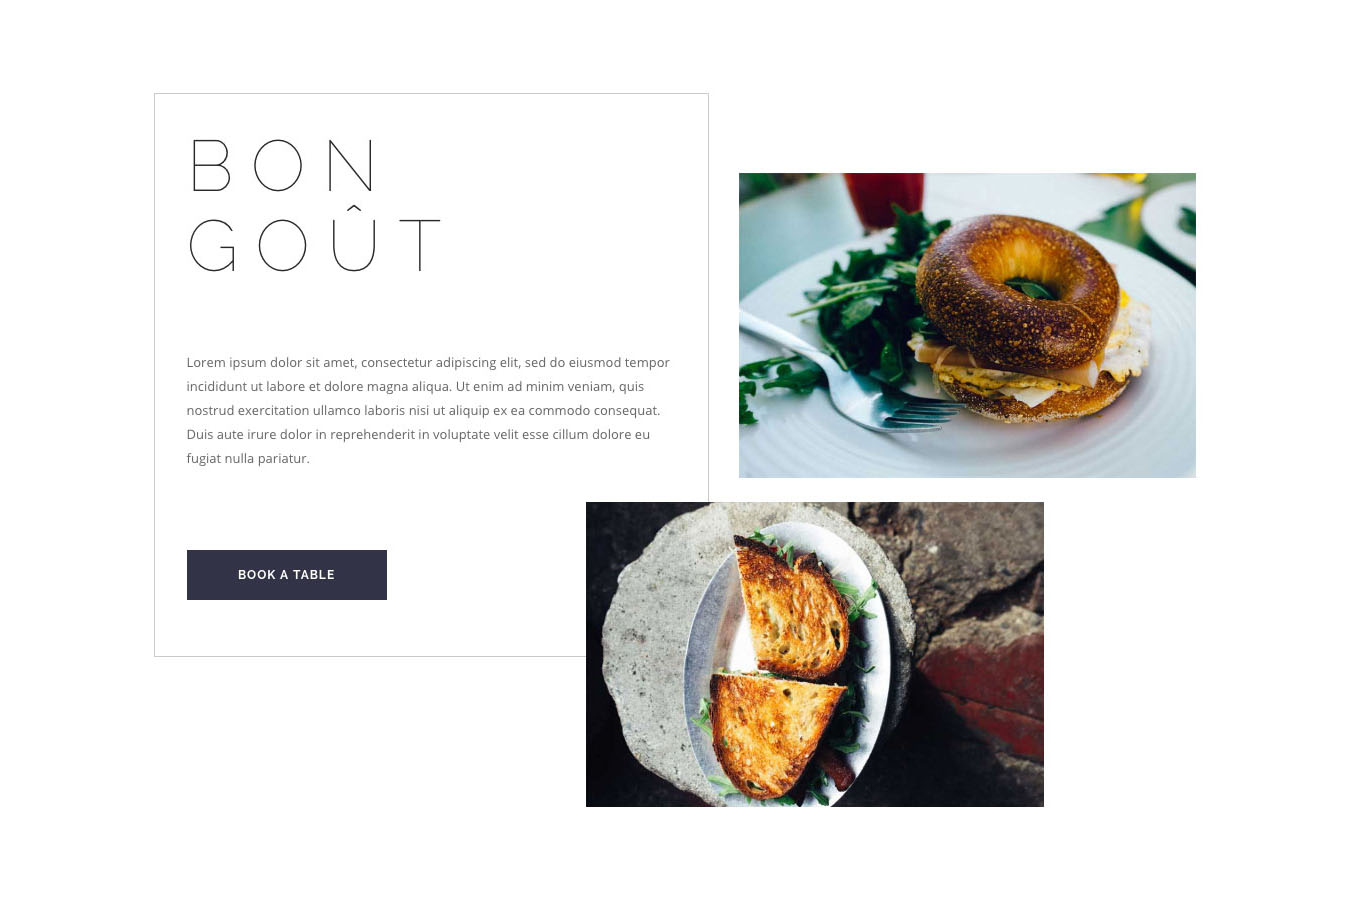 BON
GOÛT
Lorem ipsum dolor sit amet, consectetur adipiscing elit, sed do eiusmod tempor
incididunt ut labore et dolore magna aliqua. Ut enim ad minim veniam, quis
nostrud exercitation ullamco laboris nisi ut aliquip ex ea commodo consequat.
Duis aute irure dolor in reprehenderit in voluptate velit esse cillum dolore eu
fugiat nulla pariatur.
BOOK A TABLE